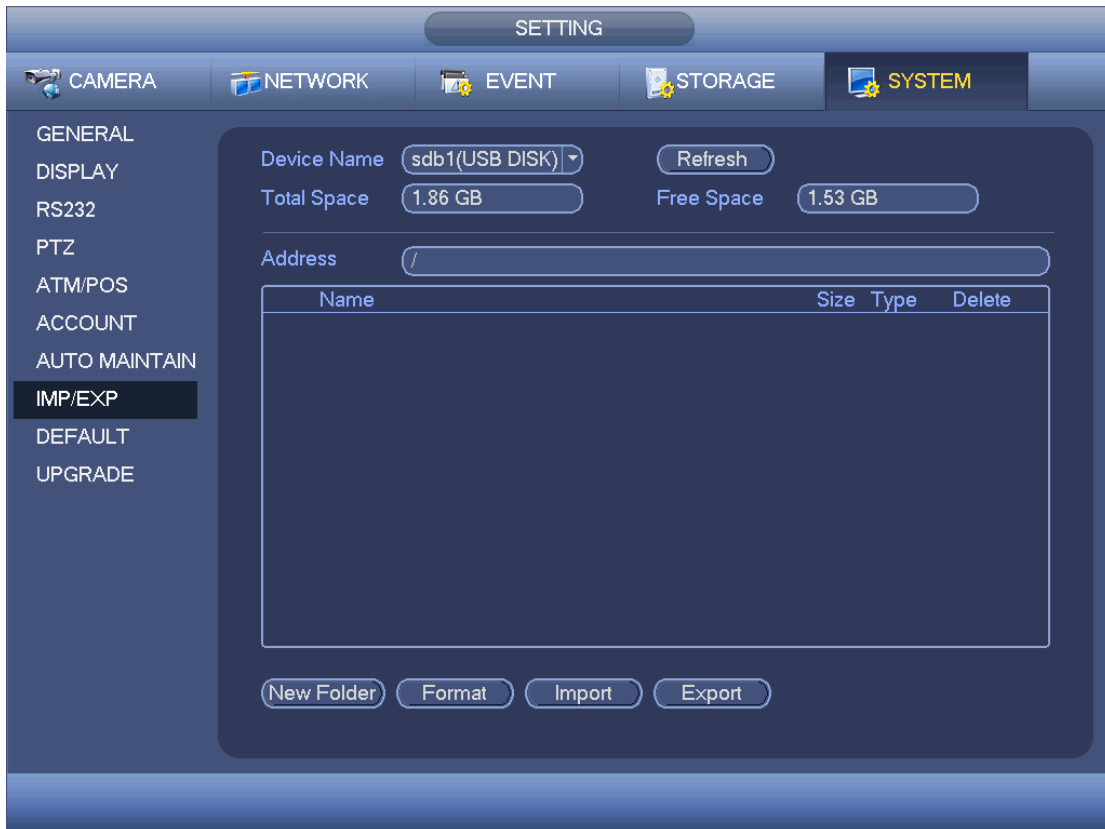 SETTING
CAMERA NETWORK EVENT STORAGE SYSTEM
GENERAL
DISPLAY
RS232
PTZ
ATM/POS
ACCOUNT
AUTO MAINTAIN
IMP/EXP
DEFAULT
UPGRADE
Device Name sdb1(USB DISK) Refresh
Total Space 1.86 GB Free Space 1.53 GB
Address /
Name Size Type Delete
New Folder Format Import Export